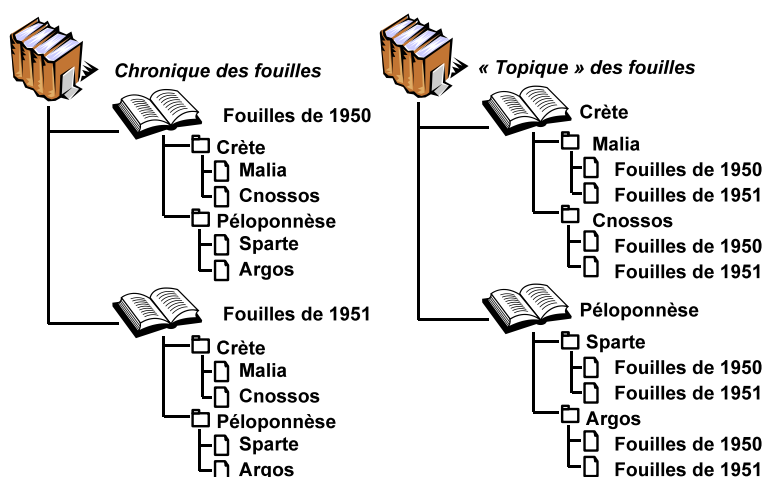 Chronique des fouilles
Fouilles de 1950
Crète
Malia
Cnossos
Péloponnèse
Sparte
Argos
Fouilles de 1951
Crète
Malia
Cnossos
Péloponnèse
Sparte
Argos
« Topique » des fouilles
Crète
Malia
Fouilles de 1950
Fouilles de 1951
Cnossos
Fouilles de 1950
Fouilles de 1951
Péloponnèse
Sparte
Fouilles de 1950
Fouilles de 1951
Argos
Fouilles de 1950
Fouilles de 1951